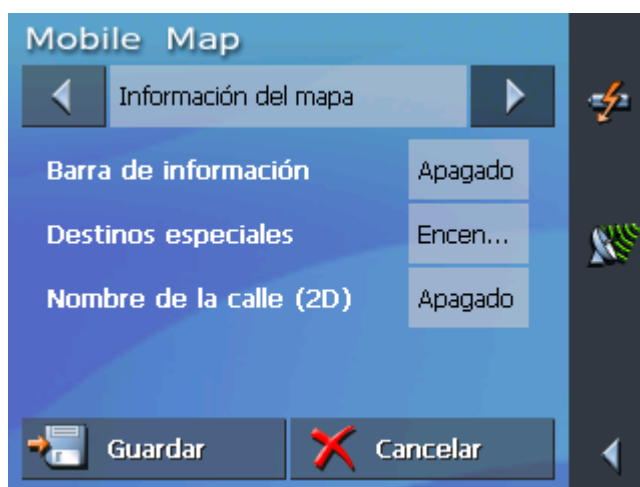 Mobile Map
Información del mapa
Barra de información Apagado
Destinos especiales Encen...
Nombre de la calle (2D) Apagado
Guardar Cancelar